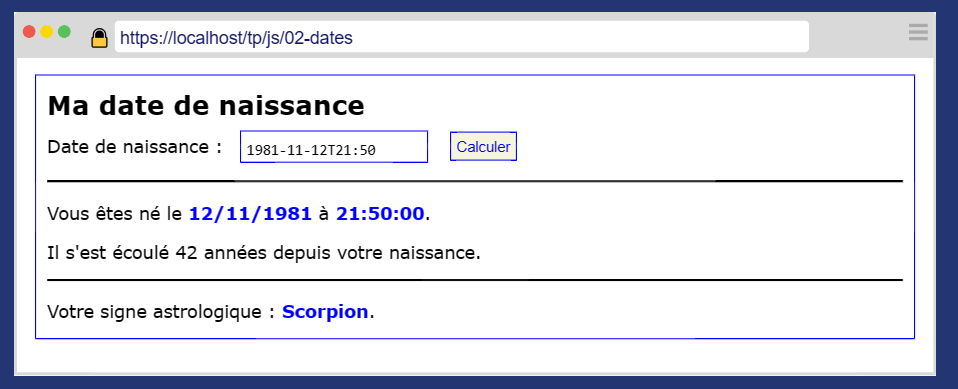 https://localhost/tp/js/02-dates
Ma date de naissance
Date de naissance : 1981-11-12T21:50 Calculer
Vous êtes né le 12/11/1981 à 21:50:00.
Il s'est écoulé 42 années depuis votre naissance.
Votre signe astrologique : Scorpion.